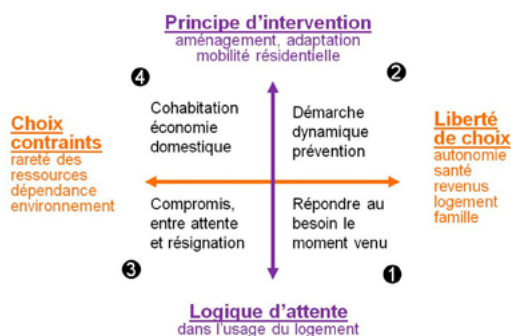 Principe d'intervention
aménagement, adaptation
mobilité résidentielle
4
2
Choix
contraints
rareté des
ressources
dépendance
environnement
Cohabitation
économie
domestique
Démarche
dynamique
prévention
Liberté
de choix
autonomie
santé
revenus
logement
famille
Compromis,
entre attente
et résignation
Répondre au
besoin le
moment venu
3
1
Logique d'attente
dans l'usage du logement